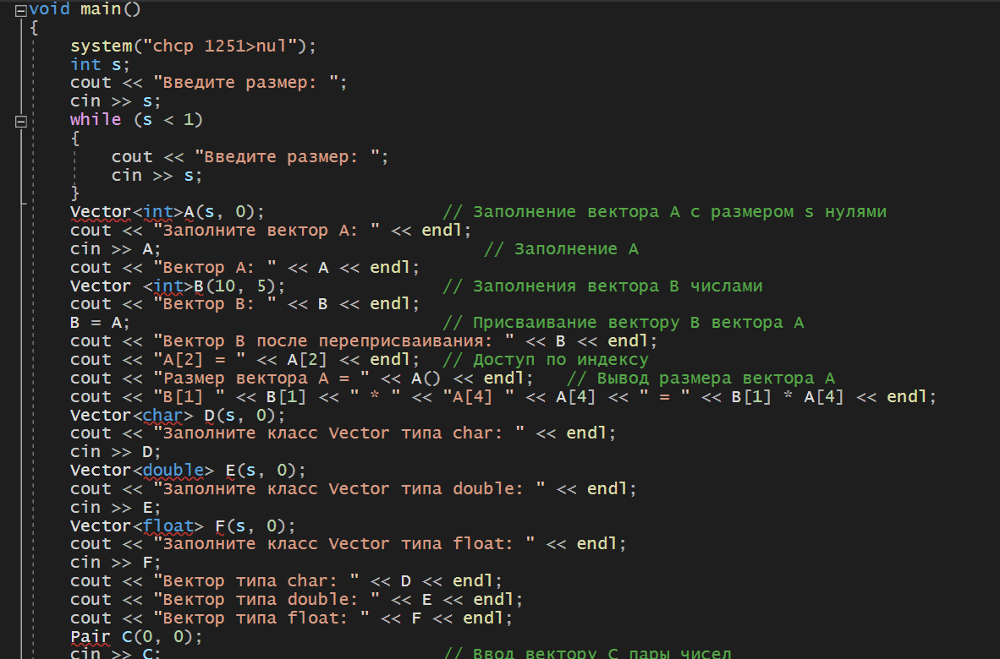 void main()
{
    system("chcp 1251>nul");
    int s;
    cout << "Введите размер: ";
    cin >> s;
    while (s < 1)
    {
        cout << "Введите размер: ";
        cin >> s;
    }
    Vector<int>A(s, 0);                 // Заполнение вектора А с размером s нулями
    cout << "Заполните вектор А: " << endl;
    cin >> A;                               // Заполнение А
    cout << "Вектор А: " << A << endl;
    Vector <int>B(10, 5);               // Заполнения вектора В числами
    cout << "Вектор В: " << B << endl;
    B = A;                              // Присваивание вектору В вектора А
    cout << "Вектор В после переприсваивания: " << B << endl;
    cout << "A[2] = " << A[2] << endl;  // Доступ по индексу
    cout << "Размер вектора А = " << A() << endl;   // Вывод размера вектора А
    cout << "B[1] " << B[1] << " * " << "A[4] " << A[4] << " = " << B[1] * A[4] << endl;
    Vector<char> D(s, 0);
    cout << "Заполните класс Vector типа char: " << endl;
    cin >> D;
    Vector<double> E(s, 0);
    cout << "Заполните класс Vector типа double: " << endl;
    cin >> E;
    Vector<float> F(s, 0);
    cout << "Заполните класс Vector типа float: " << endl;
    cin >> F;
    cout << "Вектор типа char: " << D << endl;
    cout << "Вектор типа double: " << E << endl;
    cout << "Вектор типа float: " << F << endl;
    Pair C(0, 0);
    cin >> C;                           // Ввод вектору С пары чисел